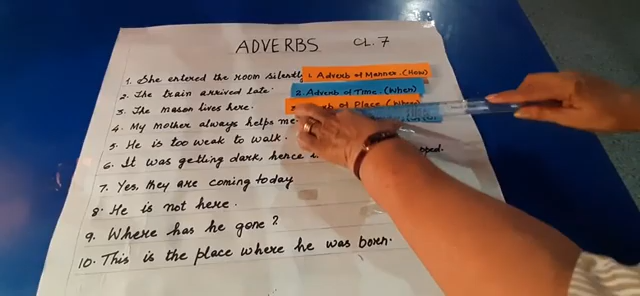 ADVERBS CL.7
1. She entered the room silently 1. Adverb of Manner. (How)
2. The train arrived late. 2. Adverb of Time. (When)
3. The mason lives here. of Place (Where)
4. My mother always helps me.
5. He is too weak to walk.
6. It was getting dark, hence
7. Yes, they are coming today
8. He is not here.
9. Where has he gone?
10. This is the place where he was born.